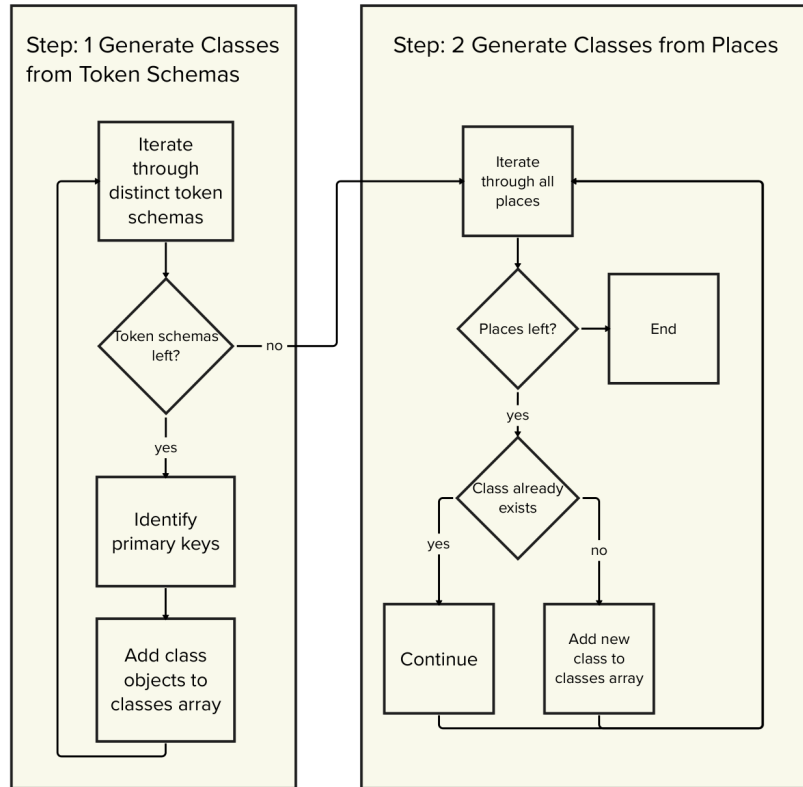 Step: 1 Generate Classes
from Token Schemas
Iterate
through
distinct token
schemas
Token schemas
left?
no
yes
Identify
primary keys
Add class
objects to
classes array
Step: 2 Generate Classes from Places
Iterate
through all
places
Places left?
End
yes
Class already
exists
yes
no
Continue
Add new
class to
classes array